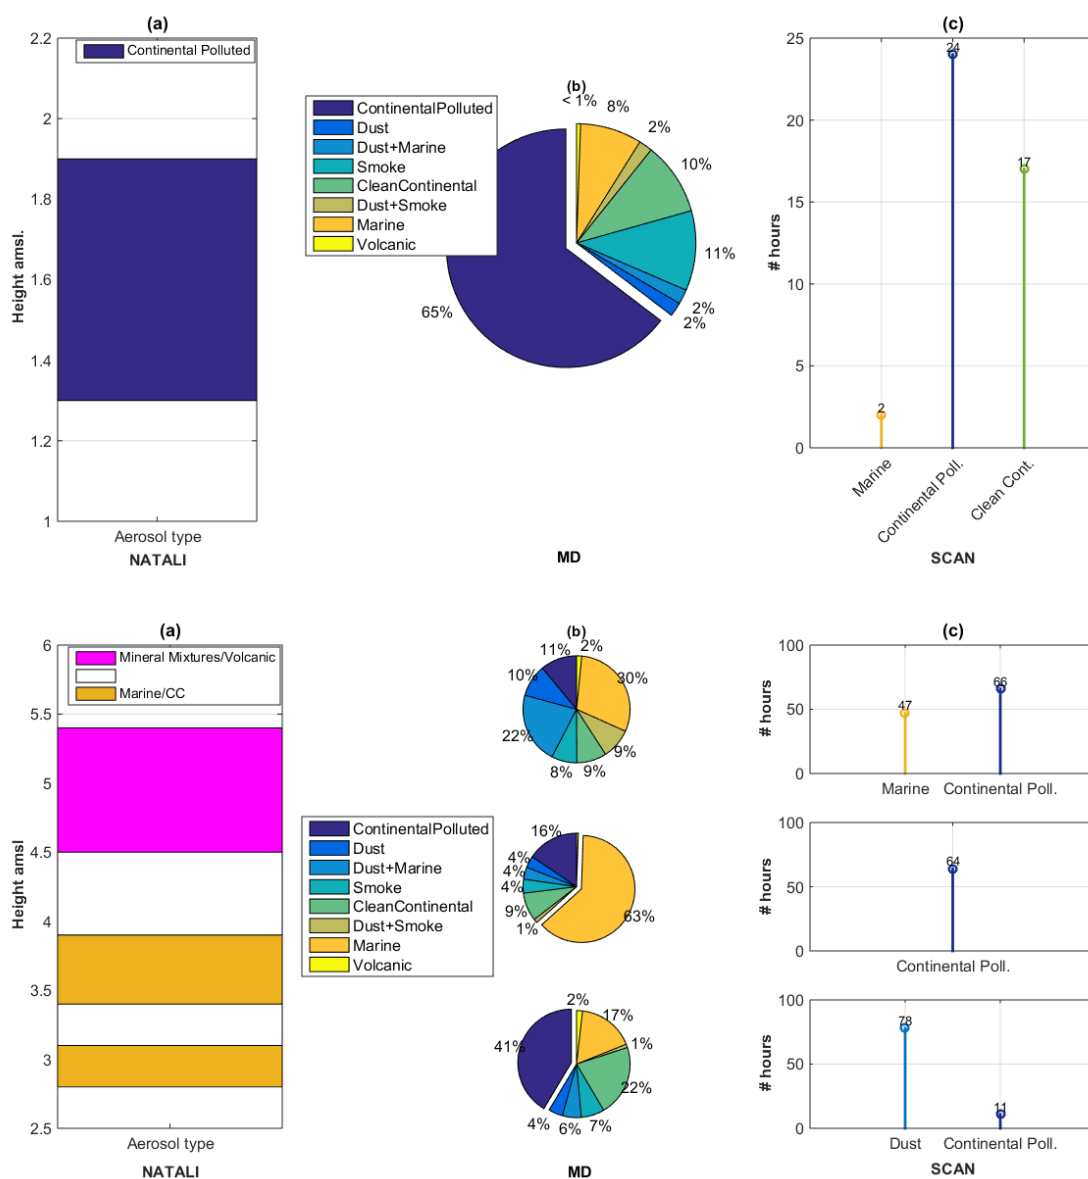 (a)
2.2
2
1.8
1.6
1.4
1.2
1
Height amsl.
Continental Polluted
Aerosol type
NATALI
(b)
ContinentalPolluted
Dust
Dust+Marine
Smoke
CleanContinental
Dust+Smoke
Marine
Volcanic
< 1%
8%
2%
10%
11%
2%
2%
65%
MD
(c)
25
20
15
10
5
0
# hours
2
24
17
Marine
Continental Poll.
Clean Cont.
SCAN
(a)
6
5.5
5
4.5
4
3.5
3
2.5
Height amsl
Mineral Mixtures/Volcanic
Marine/CC
Aerosol type
NATALI
(b)
11%
2%
10%
30%
22%
9%
8%
9%
ContinentalPolluted
Dust
Dust+Marine
Smoke
CleanContinental
Dust+Smoke
Marine
Volcanic
16%
4%
4%
4%
9%
1%
63%
2%
17%
41%
1%
22%
4%
6%
7%
MD
(c)
100
50
0
# hours
47
66
Marine
Continental Poll.
100
50
0
# hours
64
Continental Poll.
100
50
0
# hours
78
11
Dust
Continental Poll.
SCAN